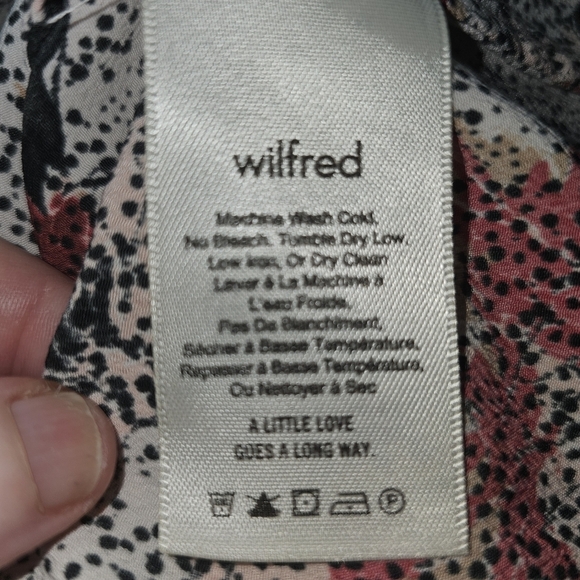 wilfred
Machine Wash Cold.
No Bleach. Tumble Dry Low.
Low Iron, Or Dry Clean
Laver à La Machine à
L'eau Froide.
Pas De Blanchiment,
Sécher à Basse Température,
Repasser à Basse Température,
Ou Nettoyer à Sec
A LITTLE LOVE
GOES A LONG WAY.
P